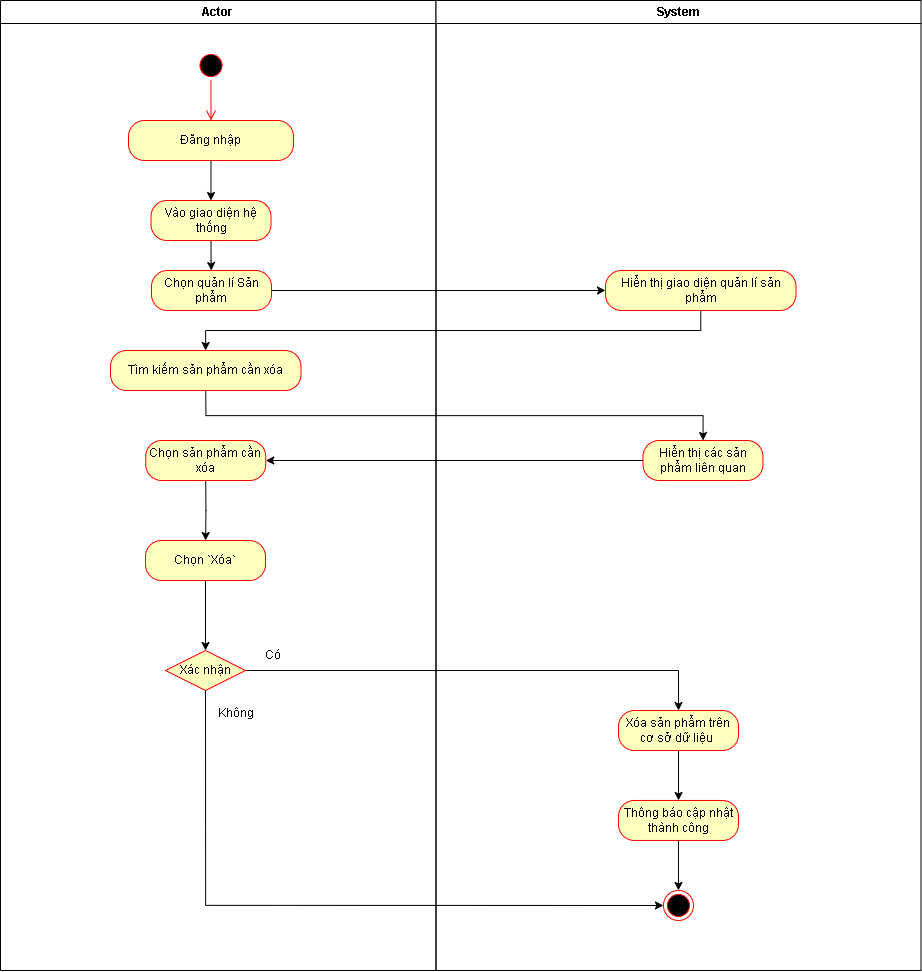 Actor
System
Đăng nhập
Vào giao diện hệ
thống
Chọn quản lí Sản
phẩm
Hiển thị giao diện quản lí sản
phẩm
Tìm kiếm sản phẩm cần xóa
Hiển thị các sản
phẩm liên quan
Chọn sản phẩm cần
xóa
Chọn `Xóa`
Xác nhận
Có
Không
Xóa sản phẩm trên
cơ sở dữ liệu
Thông báo cập nhật
thành công